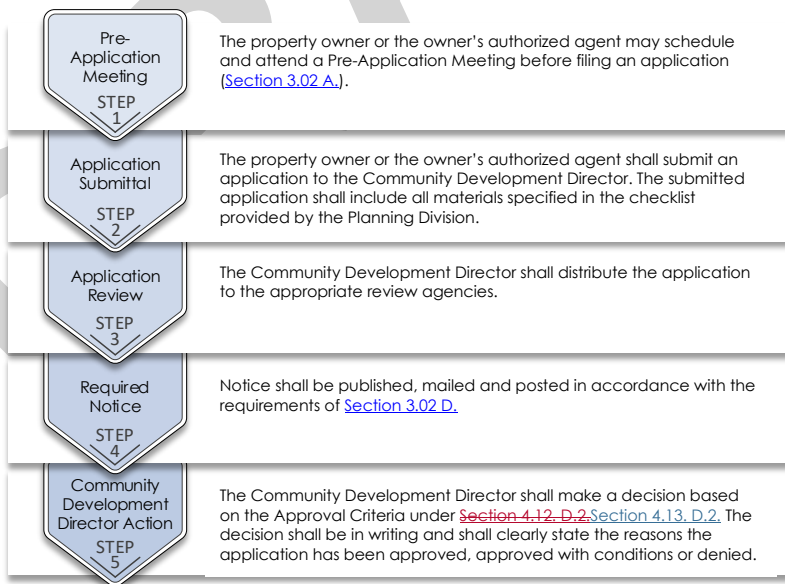 Pre-
Application
Meeting
STEP
1
The property owner or the owner’s authorized agent may schedule
and attend a Pre-Application Meeting before filing an application
(Section 3.02 A.).
Application
Submittal
STEP
2
The property owner or the owner’s authorized agent shall submit an
application to the Community Development Director. The submitted
application shall include all materials specified in the checklist
provided by the Planning Division.
Application
Review
STEP
3
The Community Development Director shall distribute the application
to the appropriate review agencies.
Required
Notice
STEP
4
Notice shall be published, mailed and posted in accordance with the
requirements of Section 3.02 D.
Community
Development
Director Action
STEP
5
The Community Development Director shall make a decision based
on the Approval Criteria under Section 4.12. D.2.Section 4.13. D.2. The
decision shall be in writing and shall clearly state the reasons the
application has been approved, approved with conditions or denied.